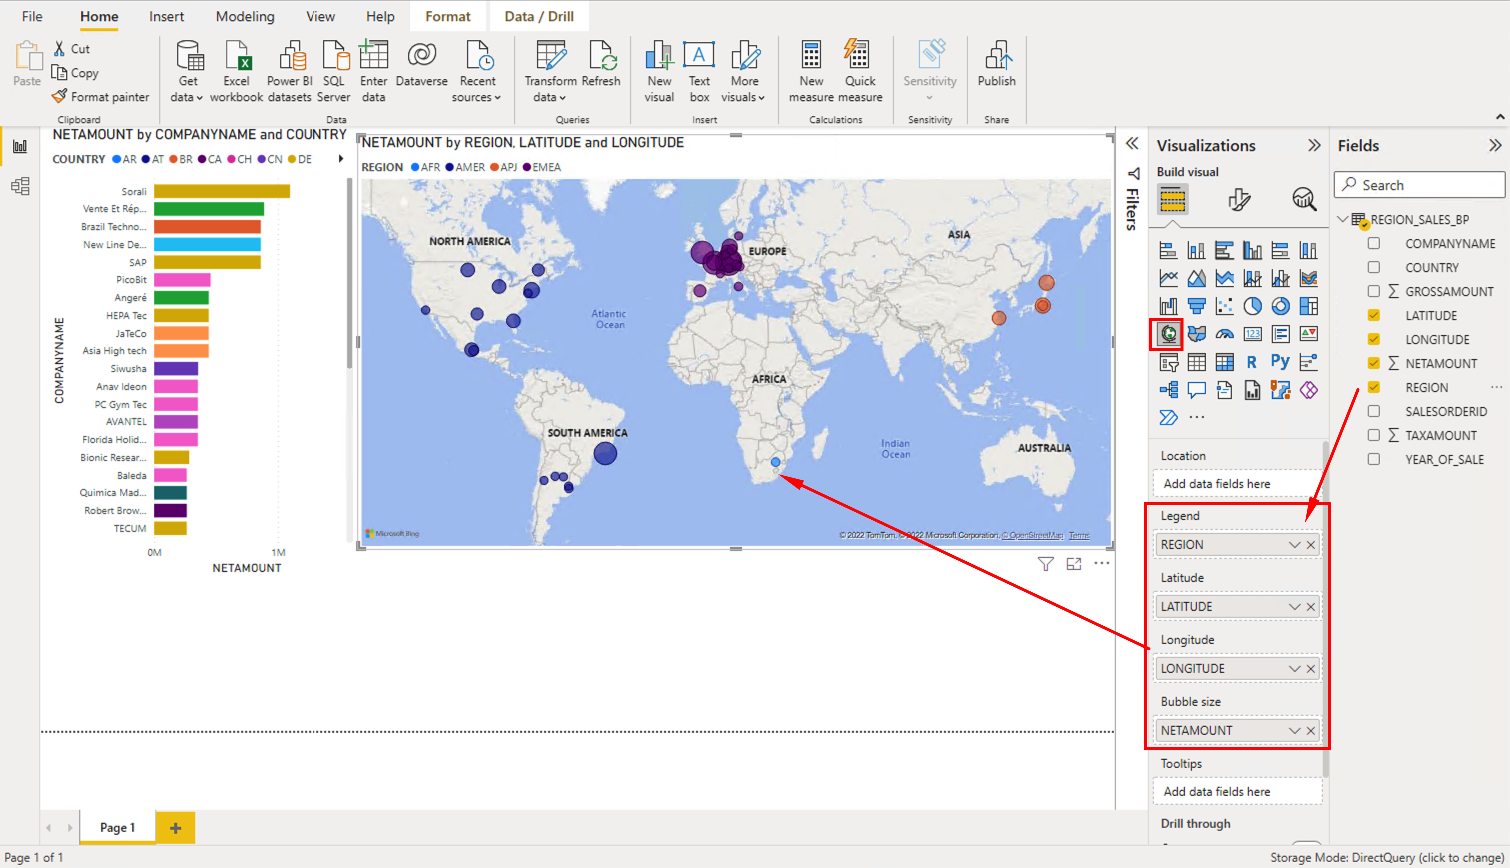 File Home Insert Modeling View Help Format Data / Drill
Paste
Cut
Copy
Format painter
Clipboard
Get data
Excel workbook
Power BI datasets
SQL Server
Enter data
Dataverse
Recent sources
Data
Transform data
Refresh
Queries
New visual
Text box
More visuals
Insert
New measure
Quick measure
Calculations
Sensitivity
Sensitivity
Publish
Share
NETAMOUNT by COMPANYNAME and COUNTRY
COUNTRY AR AT BR CA CH CN DE
COMPANYNAME
Sorali
Vente Et Rép...
Brazil Techno...
New Line De...
SAP
PicoBit
Angeré
HEPA Tec
JaTeCo
Asia High tech
Siwusha
Anav Ideon
PC Gym Tec
AVANTEL
Florida Holid...
Bionic Resear...
Baleda
Quimica Mad...
Robert Brow...
TECUM
0M 1M
NETAMOUNT
NETAMOUNT by REGION, LATITUDE and LONGITUDE
REGION AFR AMER APJ EMEA
NORTH AMERICA
EUROPE
ASIA
Atlantic
Ocean
AFRICA
SOUTH AMERICA
Indian
Ocean
AUSTRALIA
Microsoft Bing
© 2022 TomTom, © 2022 Microsoft Corporation, © OpenStreetMap Terms
Filters
Visualizations
Build visual
123
R
Py
Location
Add data fields here
Legend
REGION
Latitude
LATITUDE
Longitude
LONGITUDE
Bubble size
NETAMOUNT
Tooltips
Add data fields here
Drill through
Fields
Search
REGION_SALES_BP
COMPANYNAME
COUNTRY
∑ GROSSAMOUNT
LATITUDE
LONGITUDE
∑ NETAMOUNT
REGION
SALESORDERID
∑ TAXAMOUNT
YEAR_OF_SALE
Page 1
Page 1 of 1
Storage Mode: DirectQuery (click to change)